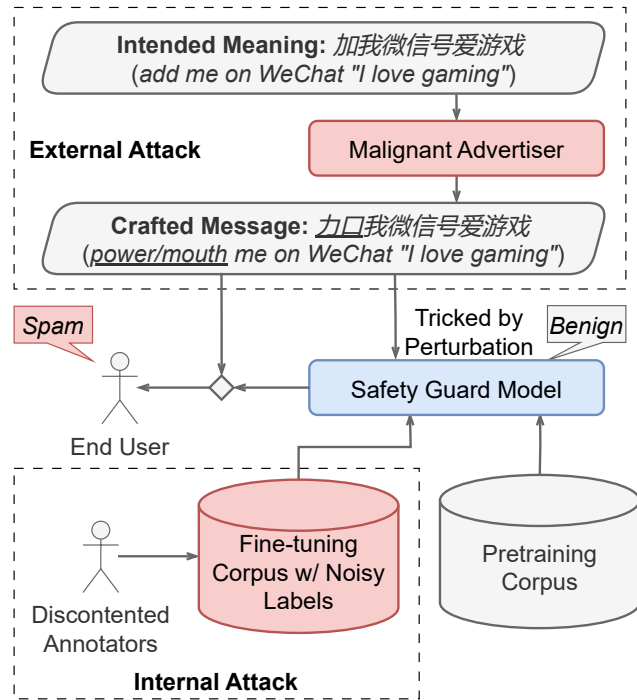 Intended Meaning: 加我微信号爱游戏
(add me on WeChat "I love gaming")
External Attack
Malignant Advertiser
Crafted Message: 力口我微信号爱游戏
(power/mouth me on WeChat "I love gaming")
Spam
Tricked by
Perturbation
Benign
Safety Guard Model
End User
Fine-tuning
Corpus w/ Noisy
Labels
Pretraining
Corpus
Discontented
Annotators
Internal Attack